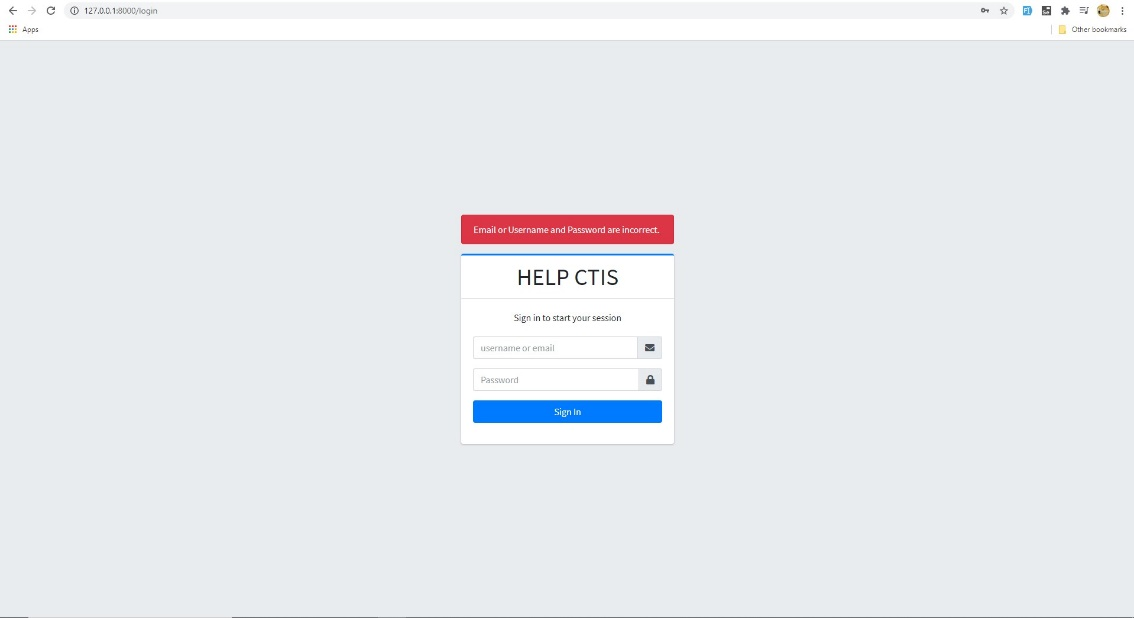 127.0.0.1:8000/login
Apps
Other bookmarks
Email or Username and Password are incorrect.
HELP CTIS
Sign in to start your session
username or email
Password
Sign In